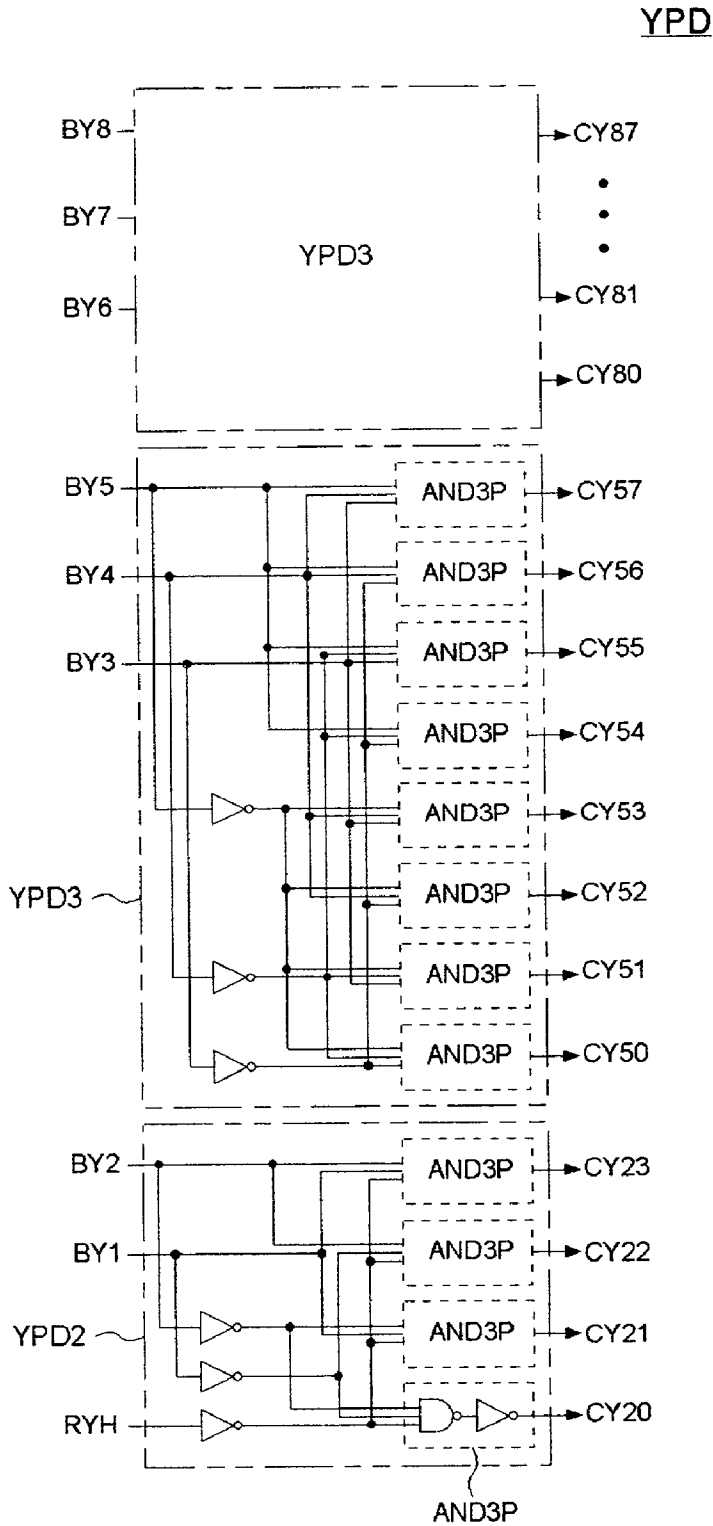 YPD
BY8
CY87
BY7
YPD3
BY6
CY81
CY80
BY5
AND3P
CY57
BY4
AND3P
CY56
BY3
AND3P
CY55
AND3P
CY54
AND3P
CY53
YPD3
AND3P
CY52
AND3P
CY51
AND3P
CY50
BY2
AND3P
CY23
BY1
AND3P
CY22
YPD2
AND3P
CY21
RYH
CY20
AND3P